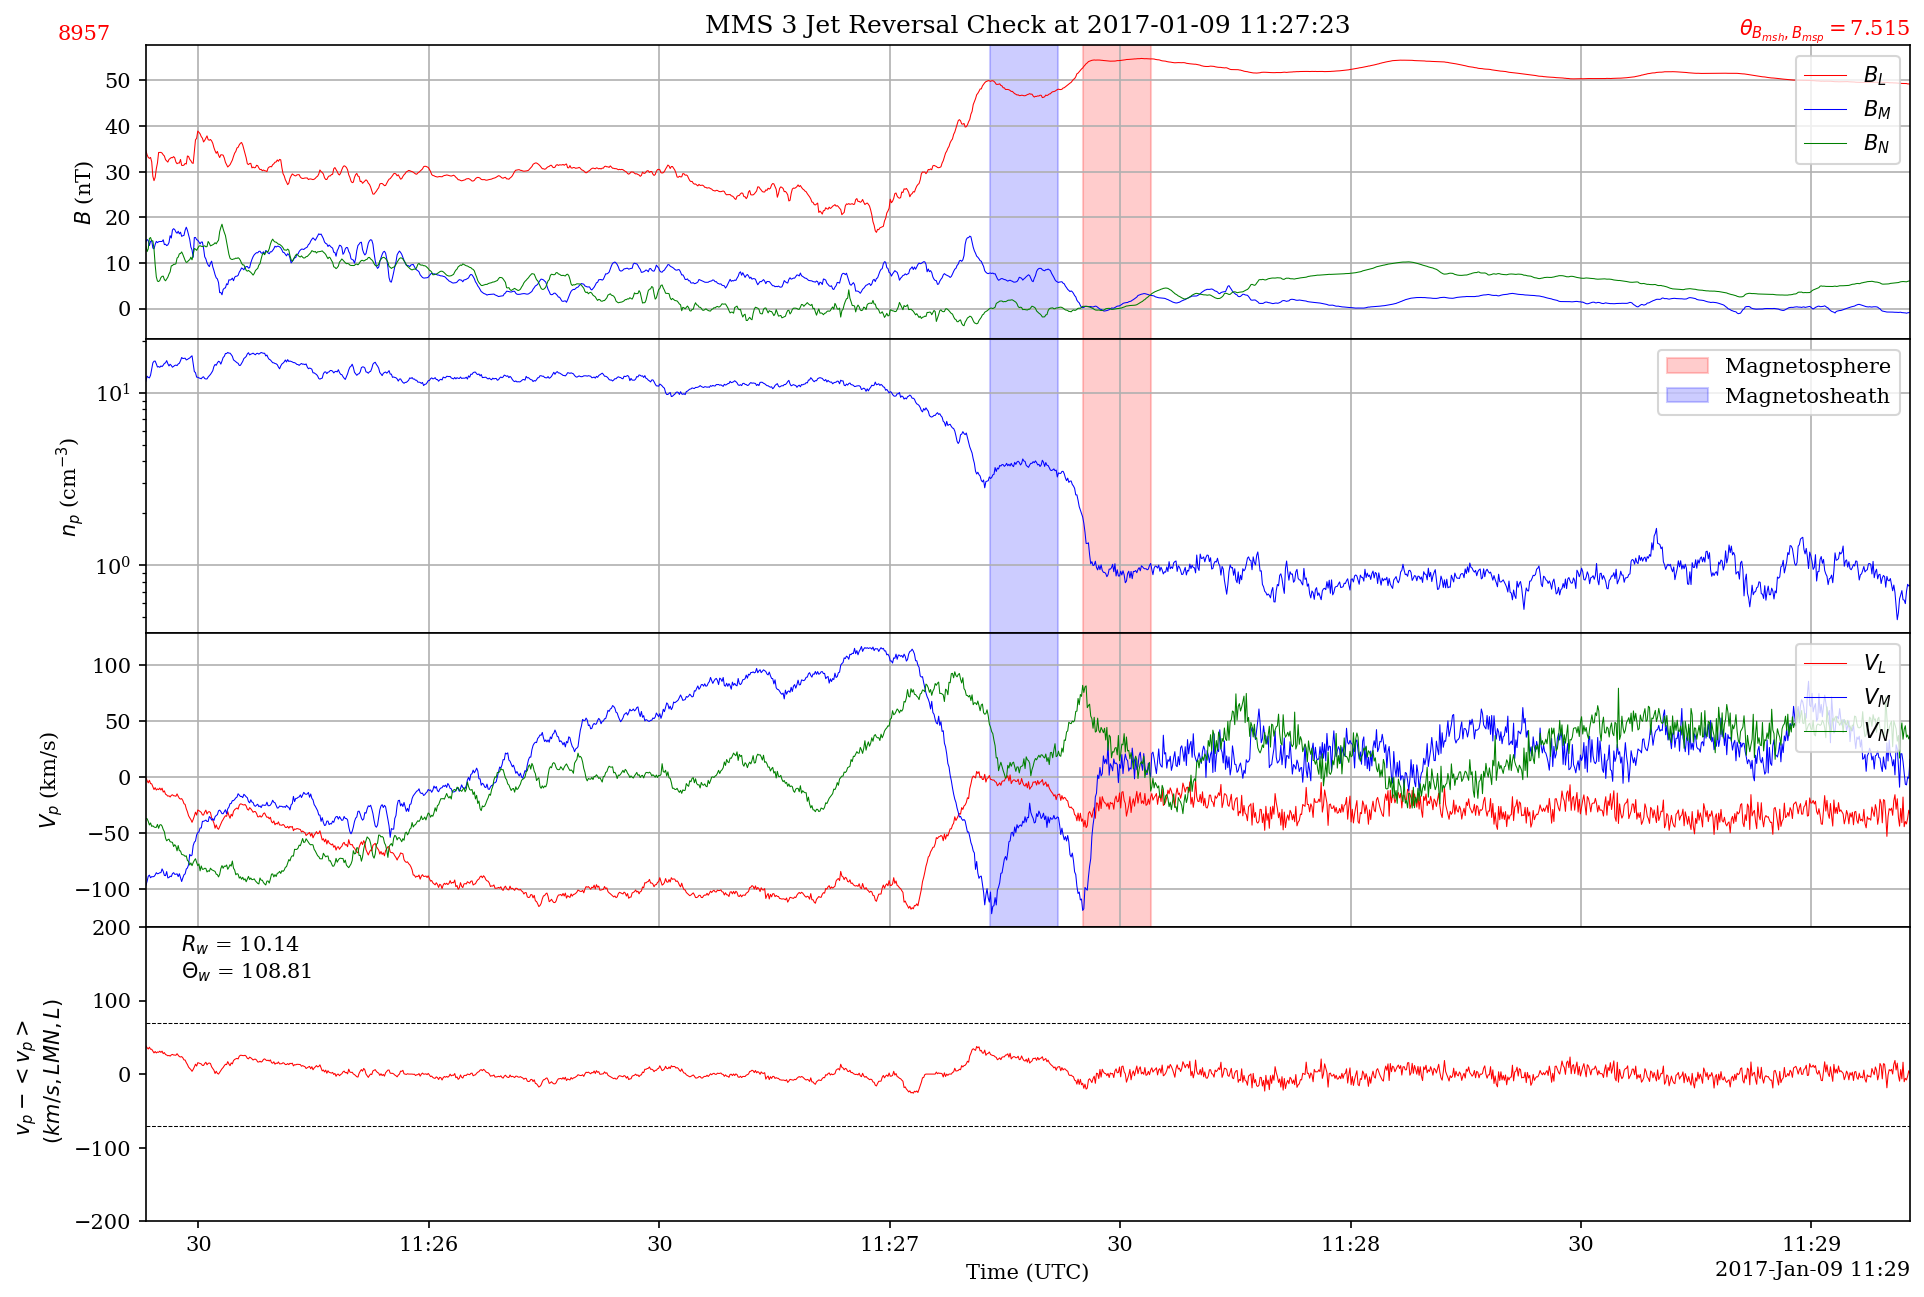 MMS 3 Jet Reversal Check at 2017-01-09 11:27:23
8957
θ_{B_{msh}, B_{msp}} = 7.515
50
40
30
20
10
0
B (nT)
B_L
B_M
B_N
10^1
10^0
n_p (cm^{−3})
Magnetosphere
Magnetosheath
100
50
0
−50
−100
V_p (km/s)
V_L
V_M
V_N
200
100
0
−100
−200
v_p − < v_p >
(km/s, LMN, L)
R_w = 10.14
Θ_w = 108.81
30
11:26
30
11:27
30
11:28
30
11:29
Time (UTC)
2017-Jan-09 11:29